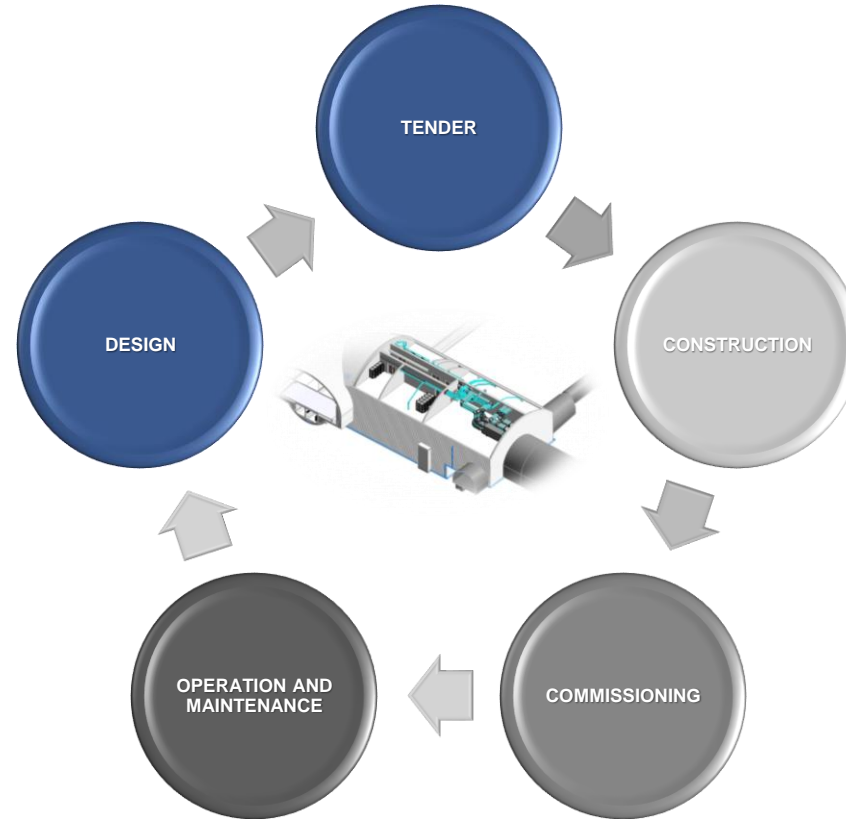 TENDER
DESIGN
CONSTRUCTION
OPERATION AND
MAINTENANCE
COMMISSIONING